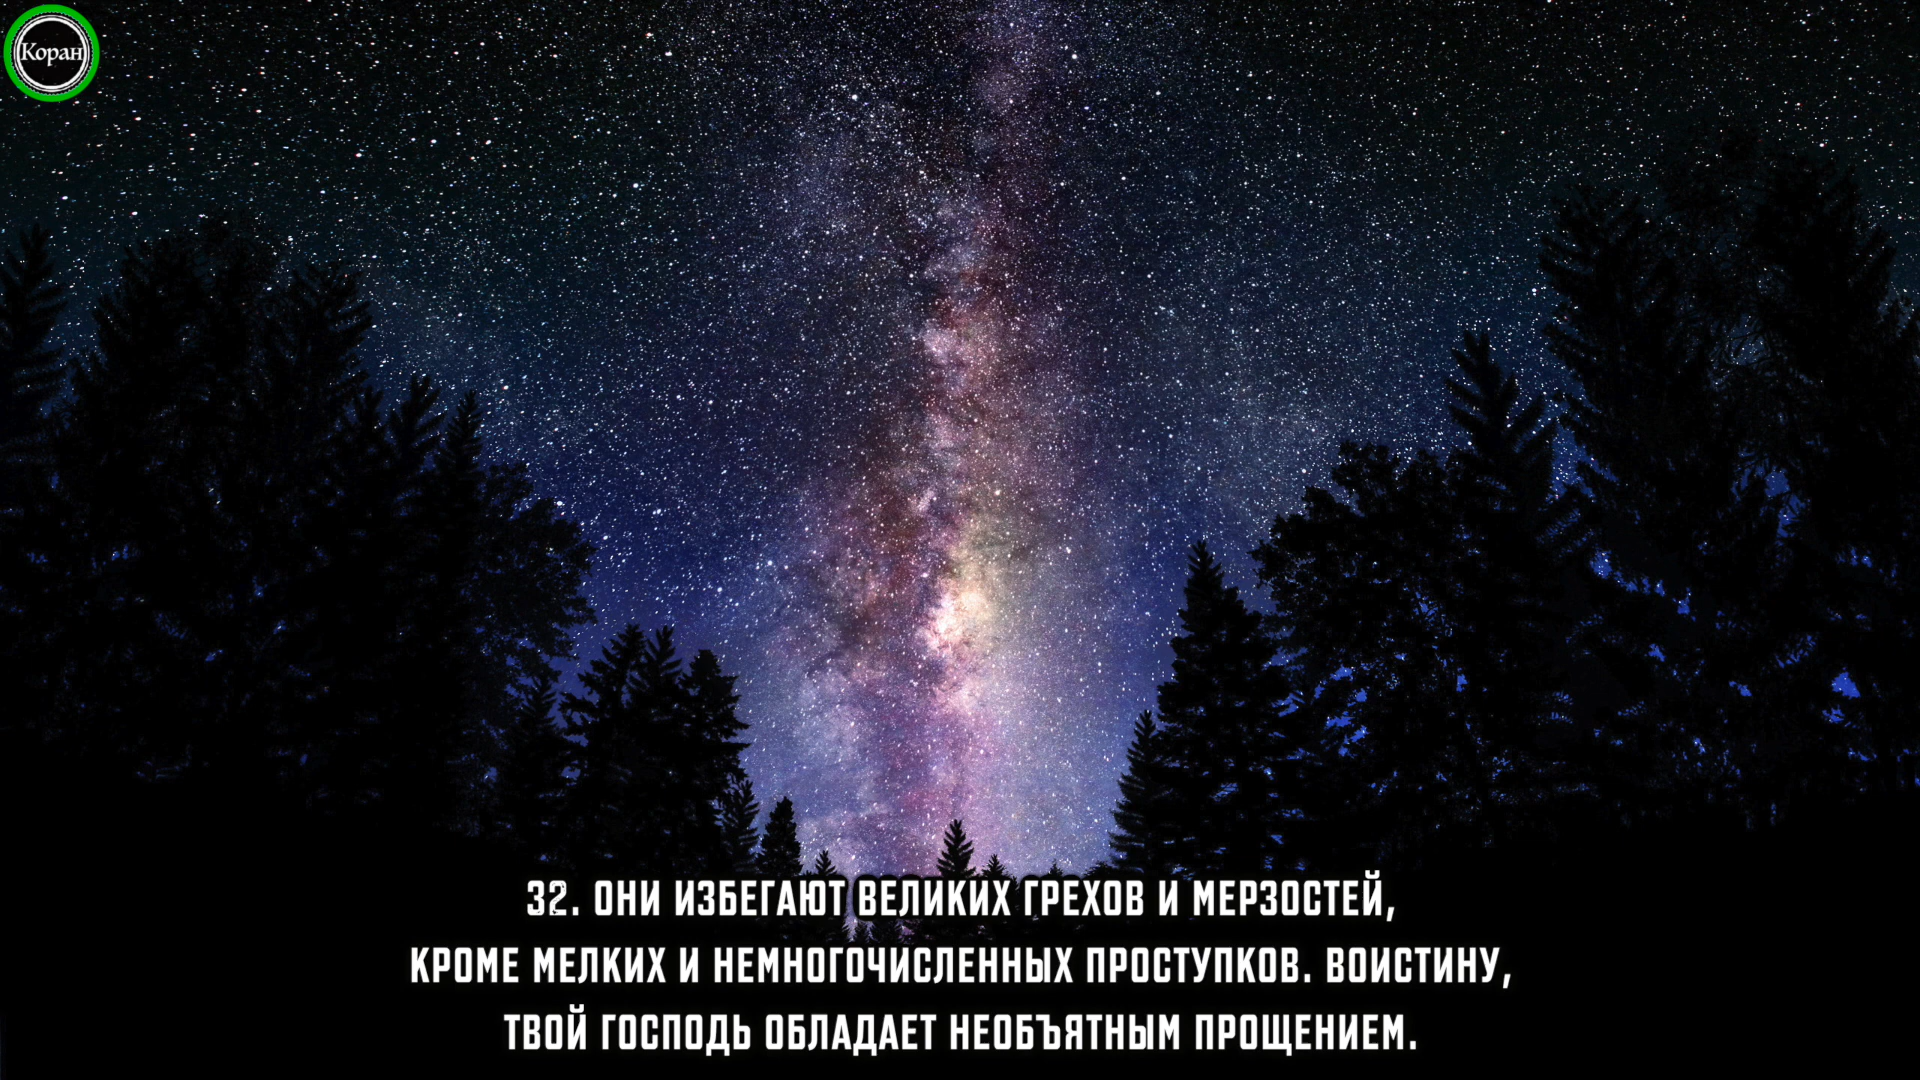 Коран
32. ОНИ ИЗБЕГАЮТ ВЕЛИКИХ ГРЕХОВ И МЕРЗОСТЕЙ,
КРОМЕ МЕЛКИХ И НЕМНОГОЧИСЛЕННЫХ ПРОСТУПКОВ. ВОИСТИНУ,
ТВОЙ ГОСПОДЬ ОБЛАДАЕТ НЕОБЪЯТНЫМ ПРОЩЕНИЕМ.